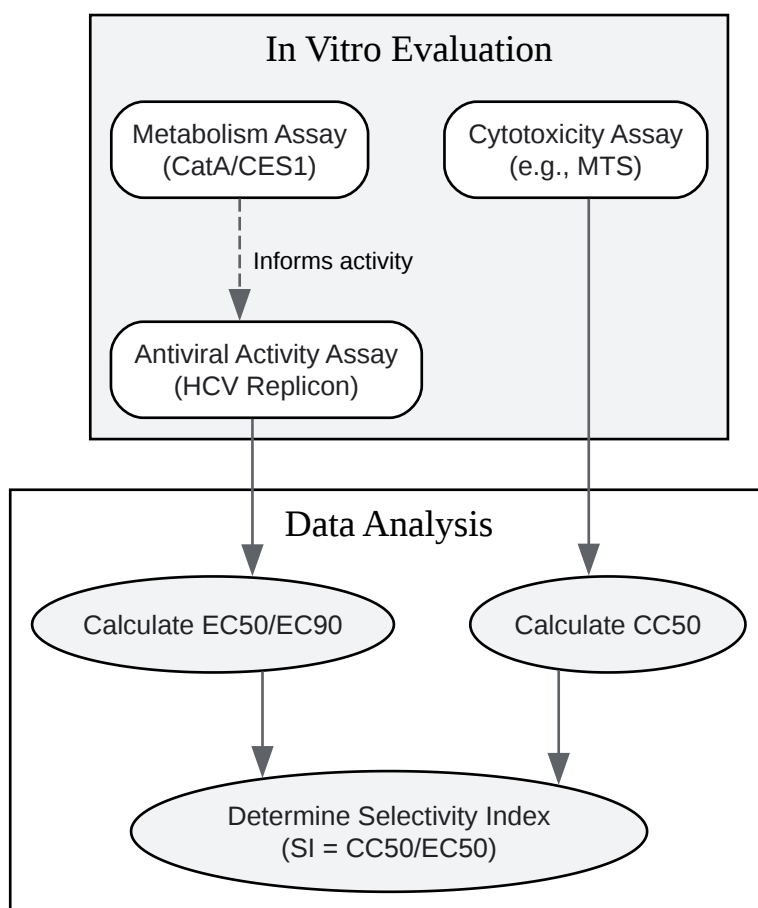 In Vitro Evaluation
Metabolism Assay
(CatA/CES1)
Cytotoxicity Assay
(e.g., MTS)
Informs activity
Antiviral Activity Assay
(HCV Replicon)
Data Analysis
Calculate EC50/EC90
Calculate CC50
Determine Selectivity Index
(SI = CC50/EC50)